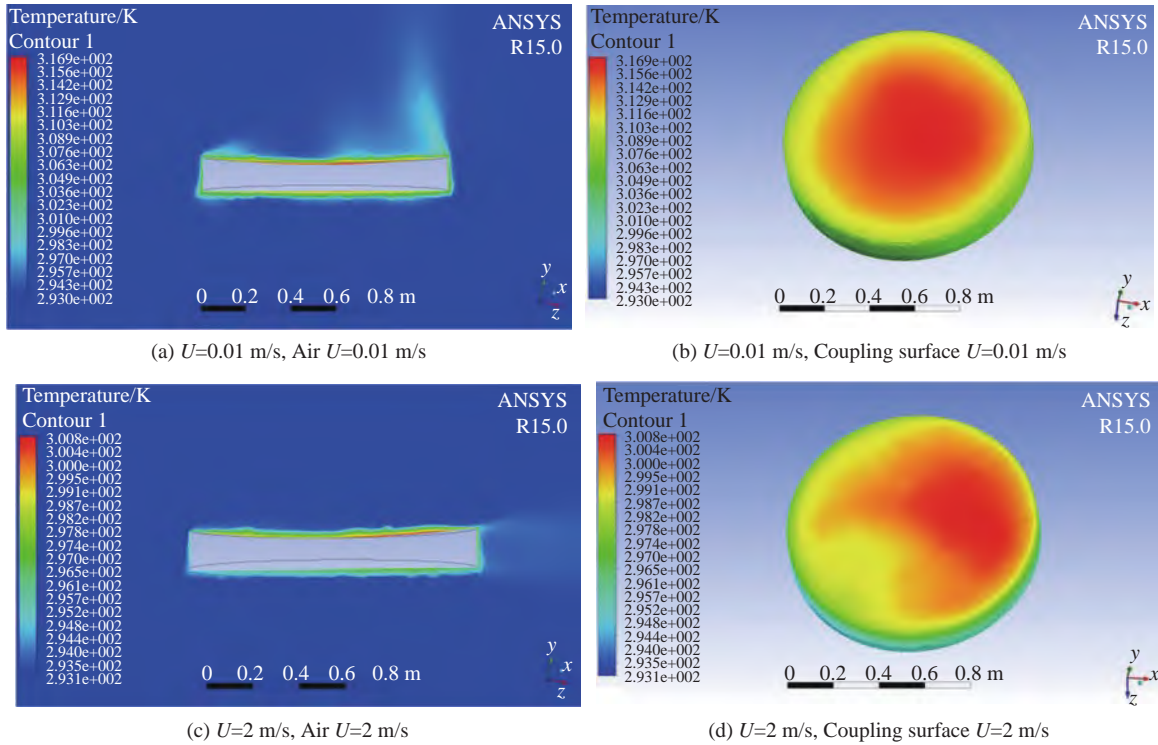 Temperature/K
Contour 1
ANSYS
R15.0
3.169e+002
3.156e+002
3.142e+002
3.129e+002
3.116e+002
3.103e+002
3.089e+002
3.076e+002
3.063e+002
3.049e+002
3.036e+002
3.023e+002
3.010e+002
2.996e+002
2.983e+002
2.970e+002
2.957e+002
2.943e+002
2.930e+002
0 0.2 0.4 0.6 0.8 m
y
x
z
(a) U=0.01 m/s, Air U=0.01 m/s
Temperature/K
Contour 1
ANSYS
R15.0
3.169e+002
3.156e+002
3.142e+002
3.129e+002
3.116e+002
3.103e+002
3.089e+002
3.076e+002
3.063e+002
3.049e+002
3.036e+002
3.023e+002
3.010e+002
2.996e+002
2.983e+002
2.970e+002
2.957e+002
2.943e+002
2.930e+002
0 0.2 0.4 0.6 0.8 m
y
x
z
(b) U=0.01 m/s, Coupling surface U=0.01 m/s
Temperature/K
Contour 1
ANSYS
R15.0
3.008e+002
3.004e+002
3.000e+002
2.995e+002
2.991e+002
2.987e+002
2.982e+002
2.978e+002
2.974e+002
2.970e+002
2.965e+002
2.961e+002
2.957e+002
2.952e+002
2.948e+002
2.944e+002
2.940e+002
2.935e+002
2.931e+002
0 0.2 0.4 0.6 0.8 m
y
x
z
(c) U=2 m/s, Air U=2 m/s
Temperature/K
Contour 1
ANSYS
R15.0
3.008e+002
3.004e+002
3.000e+002
2.995e+002
2.991e+002
2.987e+002
2.982e+002
2.978e+002
2.974e+002
2.970e+002
2.965e+002
2.961e+002
2.957e+002
2.952e+002
2.948e+002
2.944e+002
2.940e+002
2.935e+002
2.931e+002
0 0.2 0.4 0.6 0.8 m
y
x
z
(d) U=2 m/s, Coupling surface U=2 m/s